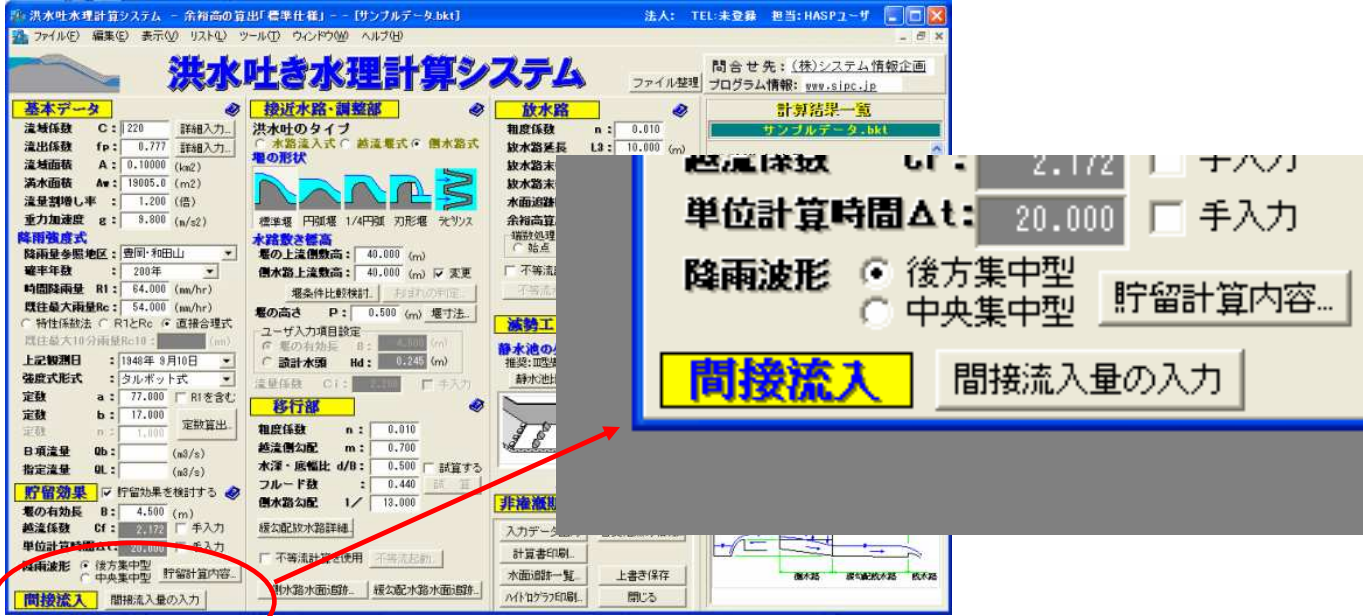 洪水吐水理計算システム - 余裕高の算出「標準仕様」 - - [サンプルデータ.bkt]
法人： TEL:未登録 担当:HASPユーザ
ファイル(F) 編集(E) 表示(V) リスト(L) ツール(T) ウィンドウ(W) ヘルプ(H)
洪水吐き水理計算システム
ファイル整理
問合せ先：(株)システム情報企画
プログラム情報： www.sipc.jp
基本データ
流域係数 C： 220 詳細入力...
流出係数 fp： 0.777 詳細入力...
流域面積 A： 0.10000 (km2)
満水面積 Aw： 19005.0 (m2)
流量割増し率 ： 1.200 (倍)
重力加速度 g： 9.800 (m/s2)
降雨強度式
降雨量参照地区： 豊岡・和田山
確率年数 ： 200年
時間降雨量 R1： 64.000 (mm/hr)
既往最大雨量Rc： 54.000 (mm/hr)
特性係数法 R1とRc 直接合理式
既往最大10分雨量Rc10： (mm)
上記観測日 ： 1948年 9月10日
強度式形式 ： タルボット式
定数 a： 77.000 R1を含む
定数 b： 17.000
定数 n： 1.000 定数算出...
日項流量 Qb： (m3/s)
指定流量 QL： (m3/s)
貯留効果 貯留効果を検討する
堰の有効長 B： 4.500 (m)
越流係数 Cf： 2.172 手入力
単位計算時間Δt： 20.000 手入力
降雨波形 後方集中型
中央集中型 貯留計算内容...
間接流入 間接流入量の入力
接近水路・調整部
洪水吐のタイプ
水路流入式 越流堰式 側水路式
堰の形状
標準堰 円弧堰 1/4円弧 刃形堰 ラビリンス
水路敷き標高
堰の上流側敷高： 40.000 (m)
側水路上流敷高： 40.000 (m) 変更
堰条件比較検討...
堰の高さ P： 0.500 (m) 堰寸法...
ユーザ入力項目設定
堰の有効長 B： 4.500 (m)
設計水頭 Hd： 0.245 (m)
流量係数 Ci： 手入力
移行部
粗度係数 n： 0.010
越流側勾配 m： 0.700
水深・底幅比 d/B： 0.500 試算する
フルード数 ： 0.440 試 算
側水路勾配 1／ 13.000
緩勾配放水路詳細...
不等流計算を使用 不等流起動...
側水路水面追跡... 緩勾配水路水面追跡...
放水路
粗度係数 n： 0.010
放水路延長 L3： 10.000 (m)
放水路末
放水路末
水面追跡
余裕高算
端数処理
始点
不等流
不等流
減勢工
静水池の
静水池
入力データ
計算書印刷...
水面追跡一覧... 上書き保存
ハイドログラフ印刷... 閉じる
計算結果一覧
サンプルデータ.bkt
側水路 緩勾配放水路 放水路
越流係数 Cf： 2.172 手入力
単位計算時間Δt： 20.000 手入力
降雨波形 後方集中型
中央集中型 貯留計算内容...
間接流入 間接流入量の入力